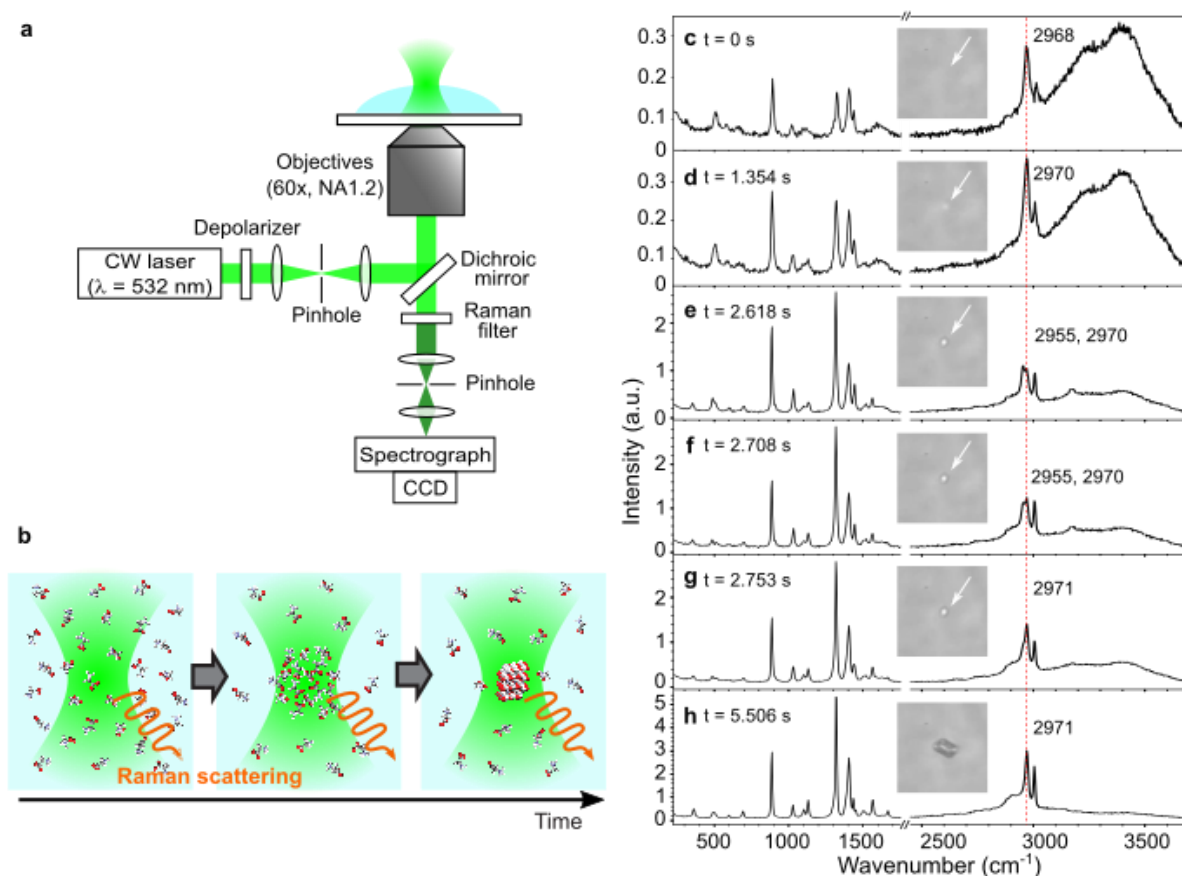 a
Objectives
(60x, NA1.2)
Depolarizer
CW laser
(λ = 532 nm)
Pinhole
Dichroic
mirror
Raman
filter
Pinhole
Spectrograph
CCD
b
Raman scattering
Time
Intensity (a.u.)
c t = 0 s
2968
0.3
0.2
0.1
0
d t = 1.354 s
2970
0.3
0.2
0.1
0
e t = 2.618 s
2955, 2970
2
1
0
f t = 2.708 s
2955, 2970
2
1
0
g t = 2.753 s
2971
2
1
0
h t = 5.506 s
2971
5
4
3
2
1
0
500 1000 1500 2500 3000 3500
Wavenumber (cm⁻¹)